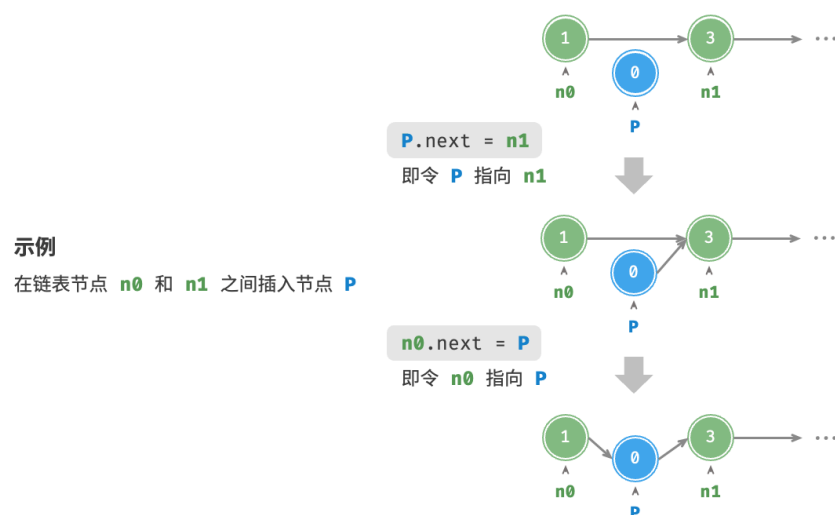 示例
在链表节点 n0 和 n1 之间插入节点 P
1 3 ...
0
n0 n1
P
P.next = n1
即令 P 指向 n1
1 3 ...
0
n0 n1
P
n0.next = P
即令 n0 指向 P
1 3 ...
0
n0 n1
P